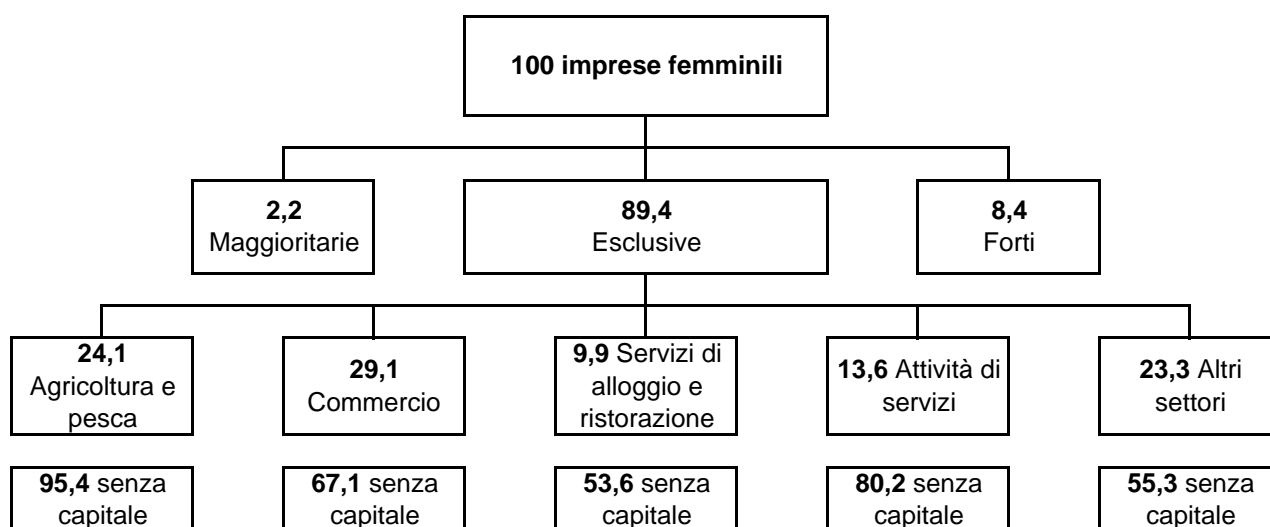 100 imprese femminili
2,2
Maggioritarie
89,4
Esclusive
8,4
Forti
24,1
Agricoltura e
pesca
29,1
Commercio
9,9 Servizi di
alloggio e
ristorazione
13,6 Attività di
servizi
23,3 Altri
settori
95,4 senza
capitale
67,1 senza
capitale
53,6 senza
capitale
80,2 senza
capitale
55,3 senza
capitale